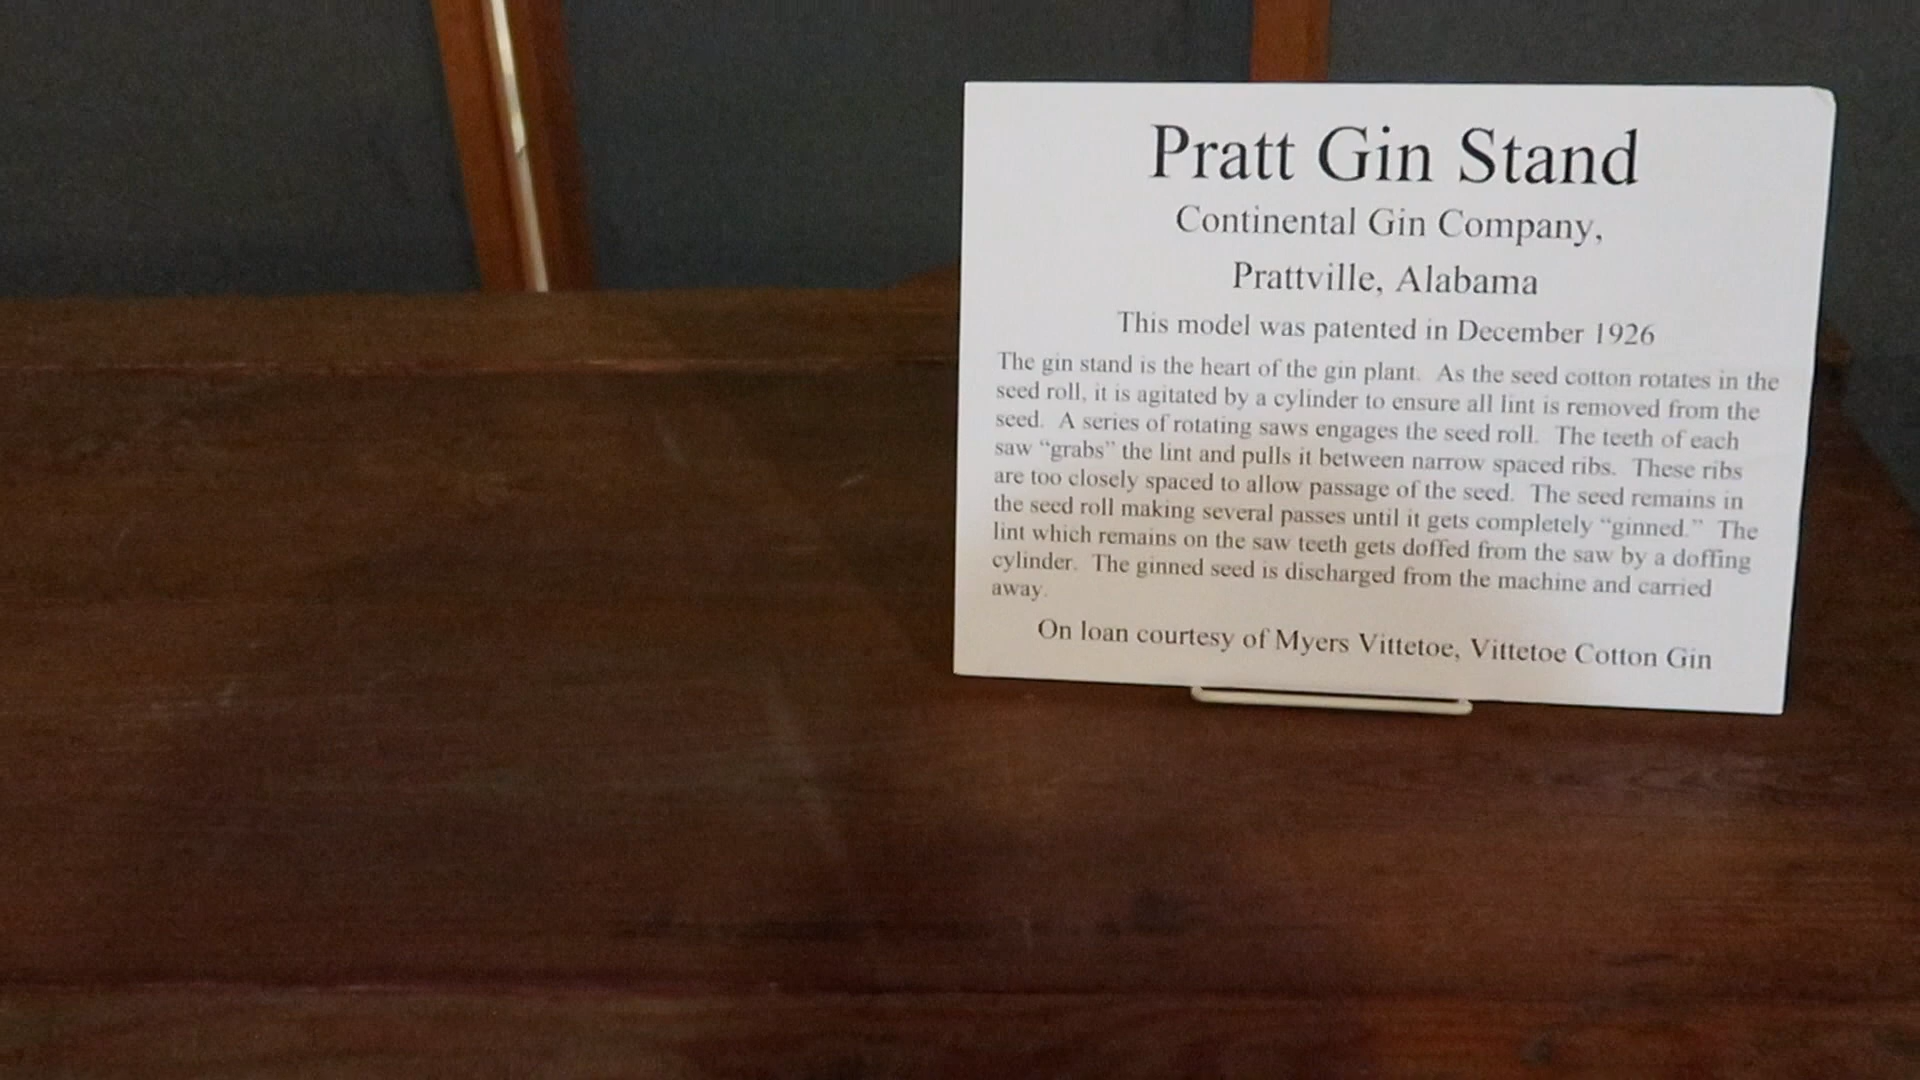 Pratt Gin Stand
Continental Gin Company,
Prattville, Alabama
This model was patented in December 1926
The gin stand is the heart of the gin plant. As the seed cotton rotates in the
seed roll, it is agitated by a cylinder to ensure all lint is removed from the
seed. A series of rotating saws engages the seed roll. The teeth of each
saw “grabs” the lint and pulls it between narrow spaced ribs. These ribs
are too closely spaced to allow passage of the seed. The seed remains in
the seed roll making several passes until it gets completely “ginned.” The
lint which remains on the saw teeth gets doffed from the saw by a doffing
cylinder. The ginned seed is discharged from the machine and carried
away.
On loan courtesy of Myers Vittetoe, Vittetoe Cotton Gin